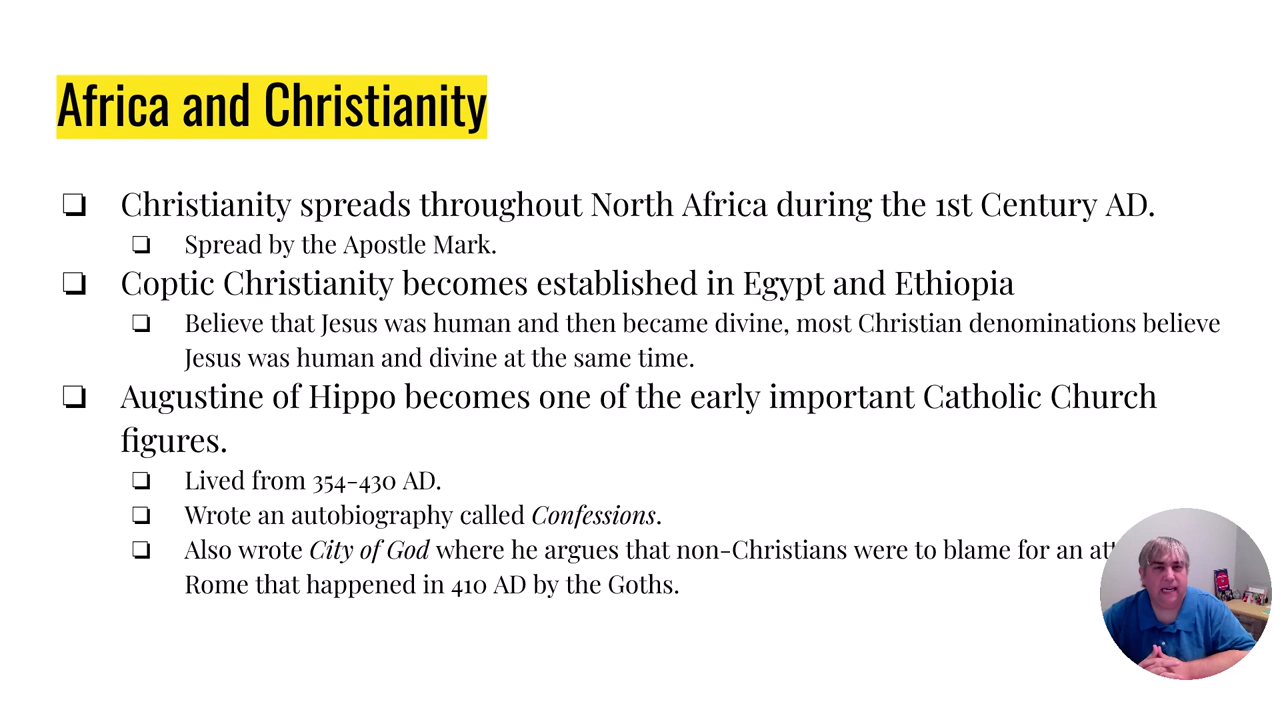 Africa and Christianity
❏ Christianity spreads throughout North Africa during the 1st Century AD.
❏ Spread by the Apostle Mark.
❏ Coptic Christianity becomes established in Egypt and Ethiopia
❏ Believe that Jesus was human and then became divine, most Christian denominations believe
Jesus was human and divine at the same time.
❏ Augustine of Hippo becomes one of the early important Catholic Church
figures.
❏ Lived from 354-430 AD.
❏ Wrote an autobiography called Confessions.
❏ Also wrote City of God where he argues that non-Christians were to blame for an
Rome that happened in 410 AD by the Goths.